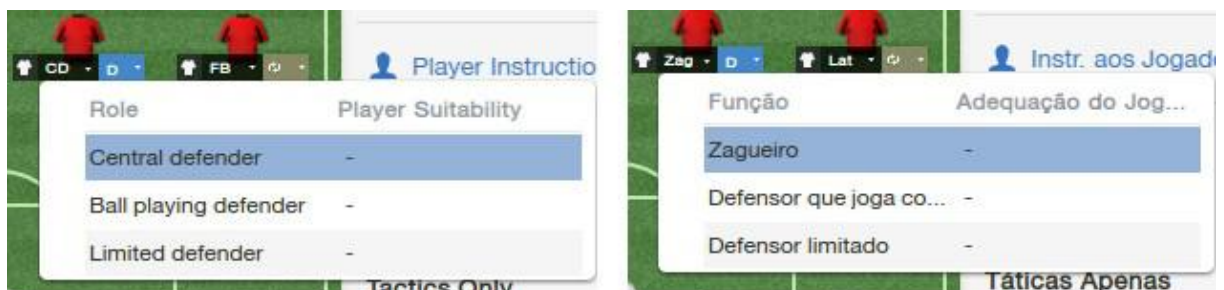 CD D FB
Player Instructio
Role Player Suitability
Central defender -
Ball playing defender -
Limited defender -
Tactics Only
Zag D Lat
Instr. aos Jogad
Função Adequação do Jog...
Zagueiro -
Defensor que joga co... -
Defensor limitado -
Táticas Apenas